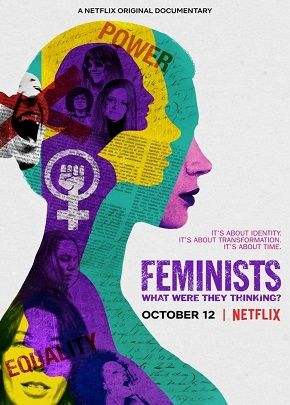 A NETFLIX ORIGINAL DOCUMENTARY
POWER
IT'S ABOUT IDENTITY.
IT'S ABOUT TRANSFORMATION.
IT'S ABOUT TIME.
FEMINISTS
WHAT WERE THEY THINKING?
OCTOBER 12 | NETFLIX
EQUALITY